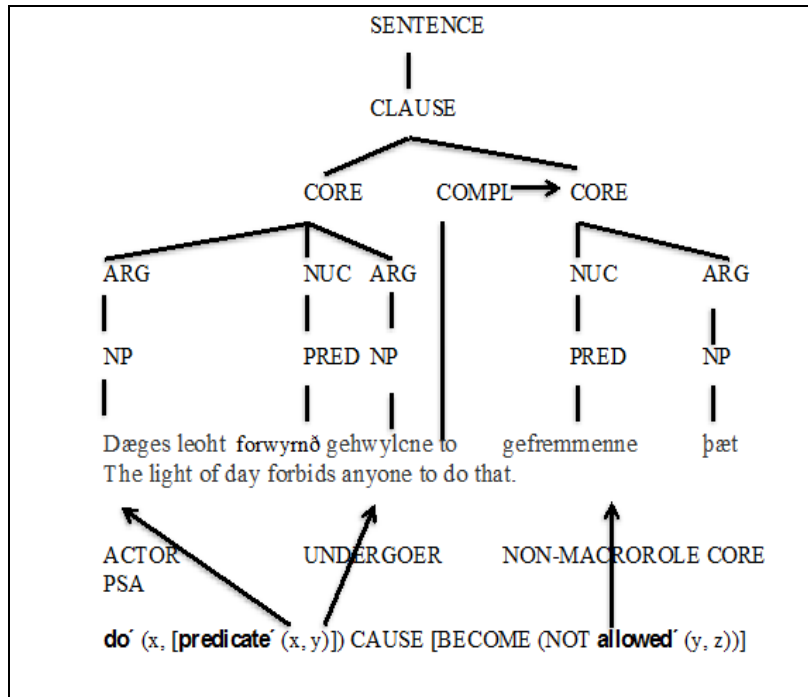 SENTENCE
CLAUSE
CORE COMPL CORE
ARG NUC ARG NUC ARG
NP PRED NP PRED NP
Dæges leoht forwyrnð gehwylcne to gefremmenne þæt
The light of day forbids anyone to do that.
ACTOR UNDERGOER NON-MACROROLE CORE
PSA
do´ (x, [predicate´ (x, y)]) CAUSE [BECOME (NOT allowed´ (y, z))]